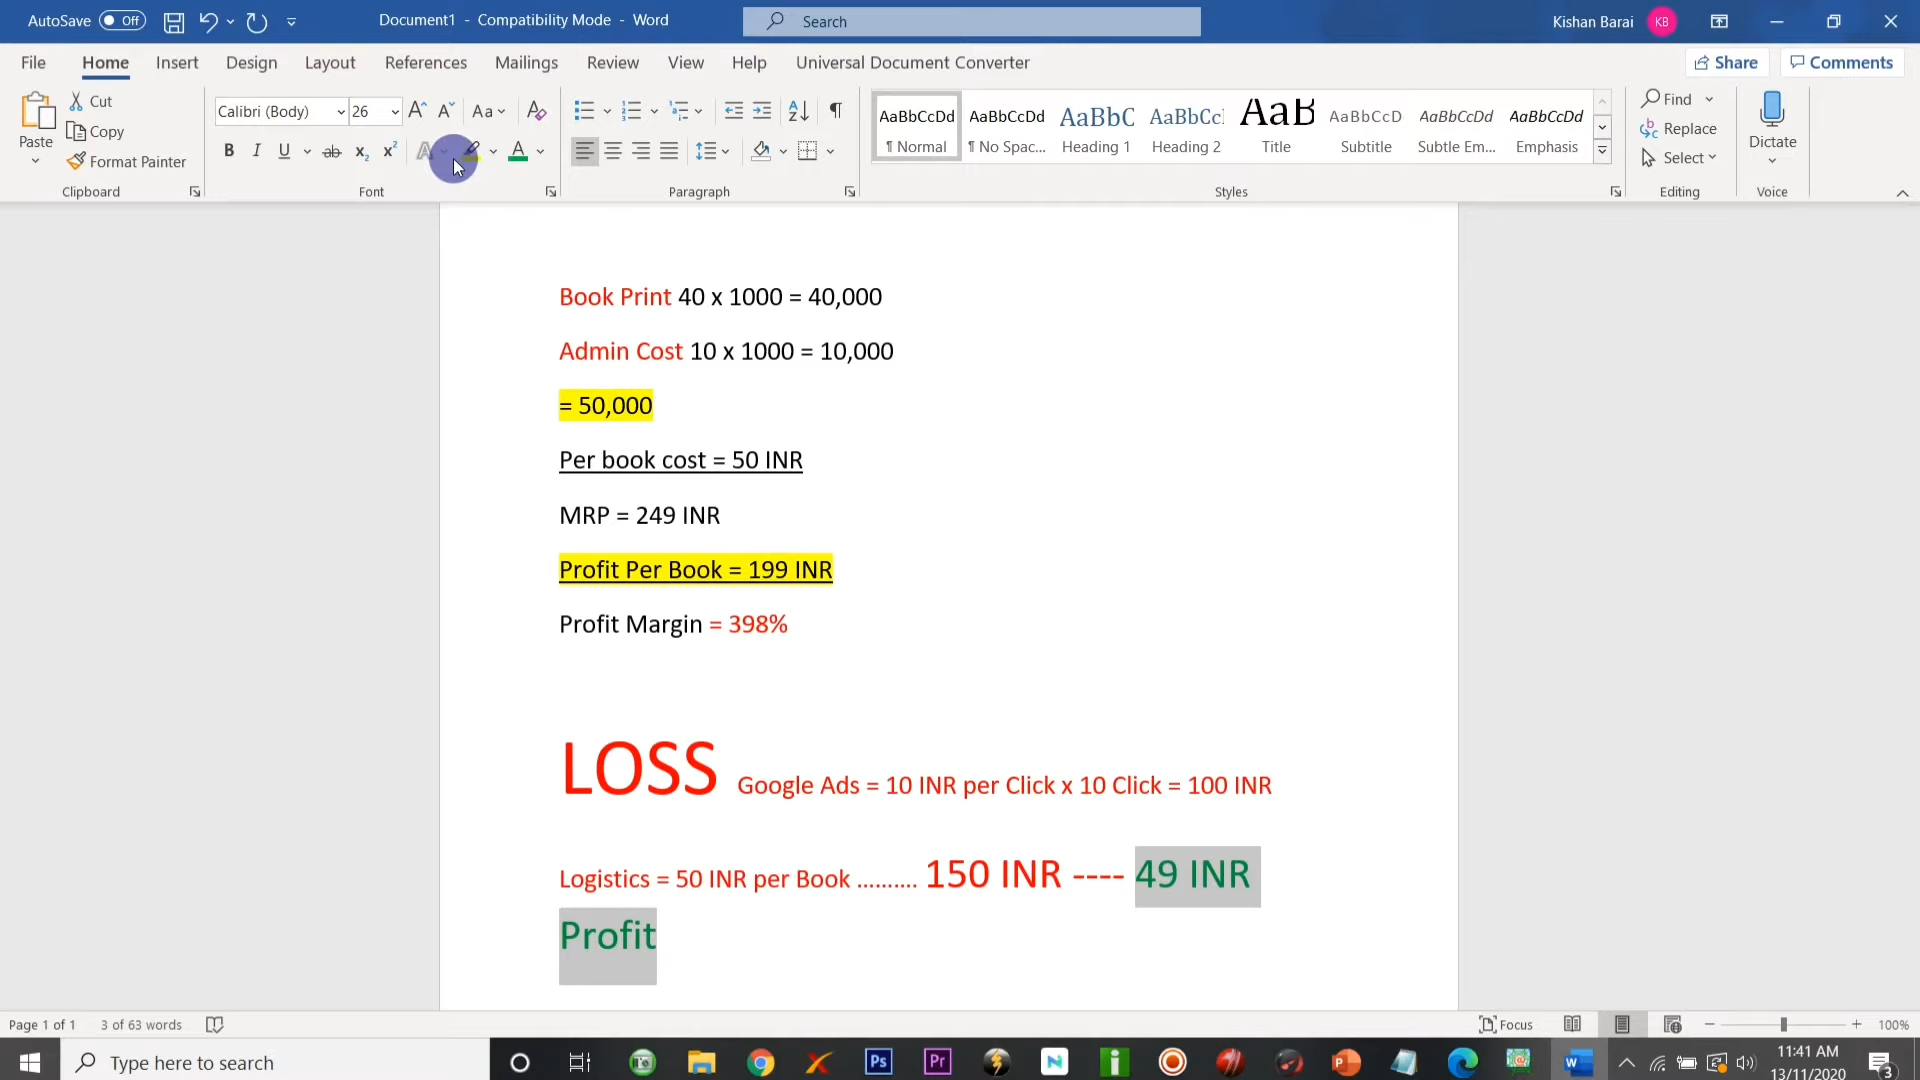 AutoSave Off Document1 - Compatibility Mode - Word Search Kishan Barai KB
File Home Insert Design Layout References Mailings Review View Help Universal Document Converter Share Comments
Paste Cut Copy Format Painter Clipboard
Calibri (Body) 26 Font
Paragraph
AaBbCcDd ¶ Normal
AaBbCcDd ¶ No Spac...
AaBbC Heading 1
AaBbCc Heading 2
AaB Title
AaBbCcD Subtitle
AaBbCcDd Subtle Em...
AaBbCcDd Emphasis
Styles
Find Replace Select Editing
Dictate Voice
Book Print 40 x 1000 = 40,000
Admin Cost 10 x 1000 = 10,000
= 50,000
Per book cost = 50 INR
MRP = 249 INR
Profit Per Book = 199 INR
Profit Margin = 398%
LOSS Google Ads = 10 INR per Click x 10 Click = 100 INR
Logistics = 50 INR per Book .......... 150 INR ---- 49 INR
Profit
Page 1 of 1 3 of 63 words Focus 100%
Type here to search 11:41 AM
13/11/2020 3